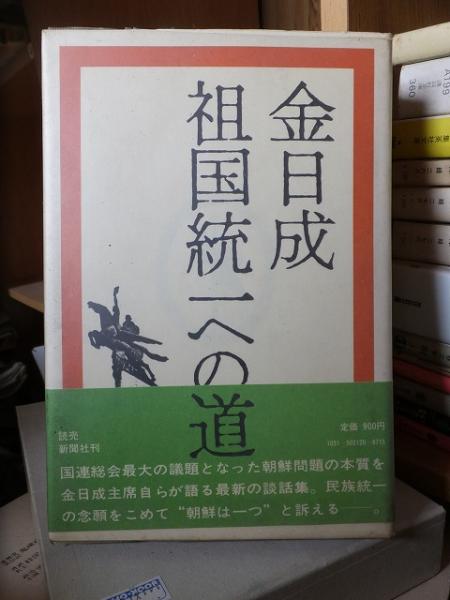 金日成
祖国統一への道
読売
新聞社刊
定価 900円
国連総会最大の議題となった朝鮮問題の本質を
金日成主席自らが語る最新の談話集。民族統一
の念願をこめて“朝鮮は一つ”と訴える——。
A199
360